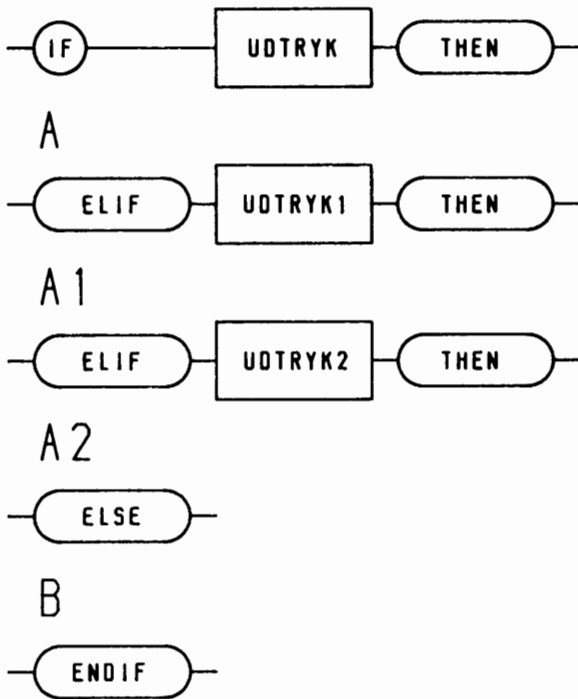 IF UDTRYK THEN
A
ELIF UDTRYK1 THEN
A1
ELIF UDTRYK2 THEN
A2
ELSE
B
ENDIF